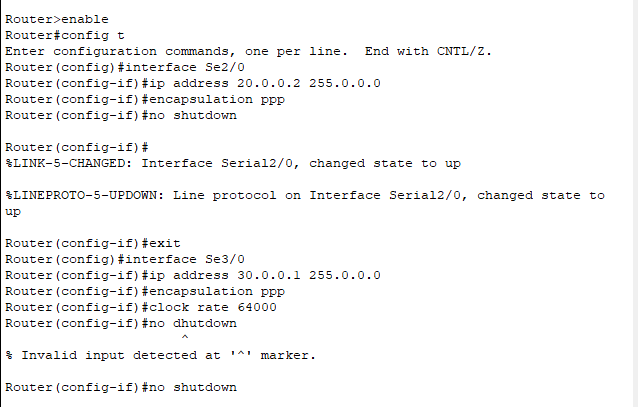 Router>enable
Router#config t
Enter configuration commands, one per line.  End with CNTL/Z.
Router(config)#interface Se2/0
Router(config-if)#ip address 20.0.0.2 255.0.0.0
Router(config-if)#encapsulation ppp
Router(config-if)#no shutdown
Router(config-if)#
%LINK-5-CHANGED: Interface Serial2/0, changed state to up
%LINEPROTO-5-UPDOWN: Line protocol on Interface Serial2/0, changed state to
up
Router(config-if)#exit
Router(config)#interface Se3/0
Router(config-if)#ip address 30.0.0.1 255.0.0.0
Router(config-if)#encapsulation ppp
Router(config-if)#clock rate 64000
Router(config-if)#no dhutdown
^
% Invalid input detected at '^' marker.
Router(config-if)#no shutdown